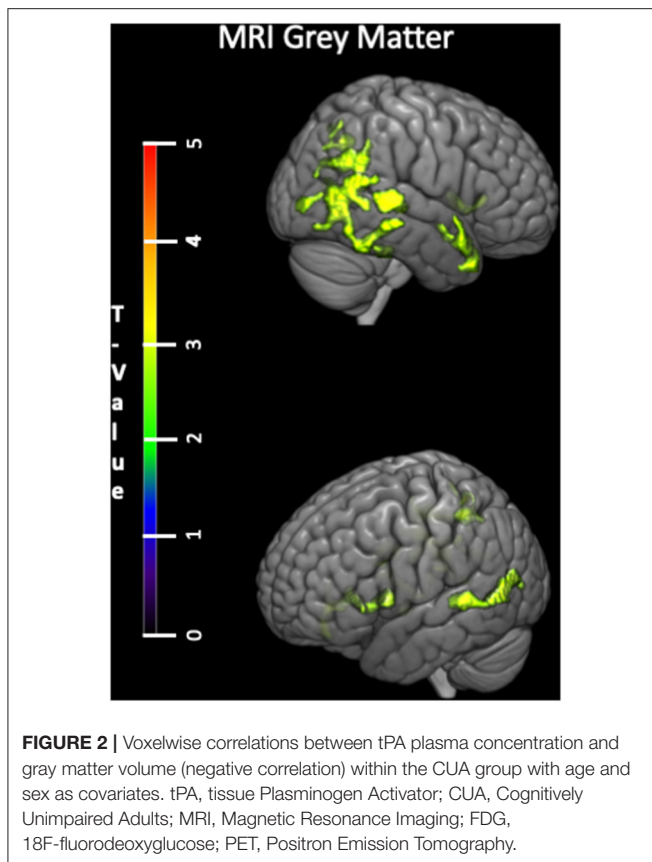 MRI Grey Matter
T-Value
5
4
3
2
1
0
FIGURE 2 | Voxelwise correlations between tPA plasma concentration and
gray matter volume (negative correlation) within the CUA group with age and
sex as covariates. tPA, tissue Plasminogen Activator; CUA, Cognitively
Unimpaired Adults; MRI, Magnetic Resonance Imaging; FDG,
18F-fluorodeoxyglucose; PET, Positron Emission Tomography.